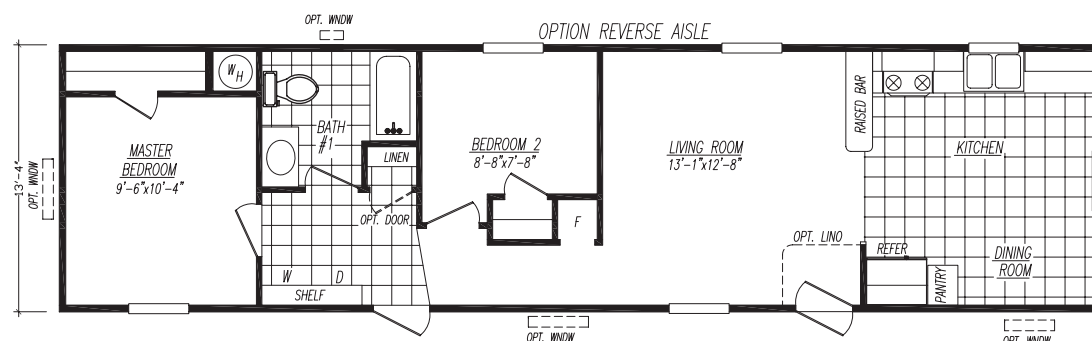 OPT. WNDW
OPTION REVERSE AISLE
13'-4"
OPT. WNDW
WH
MASTER
BEDROOM
9'-6"x10'-4"
BATH
#1
LINEN
OPT. DOOR
W D
SHELF
BEDROOM 2
8'-8"x7'-8"
F
LIVING ROOM
13'-1"x12'-8"
RAISED BAR
KITCHEN
OPT. LINO
REFER
PANTRY
DINING
ROOM
OPT. WNDW
OPT. WNDW